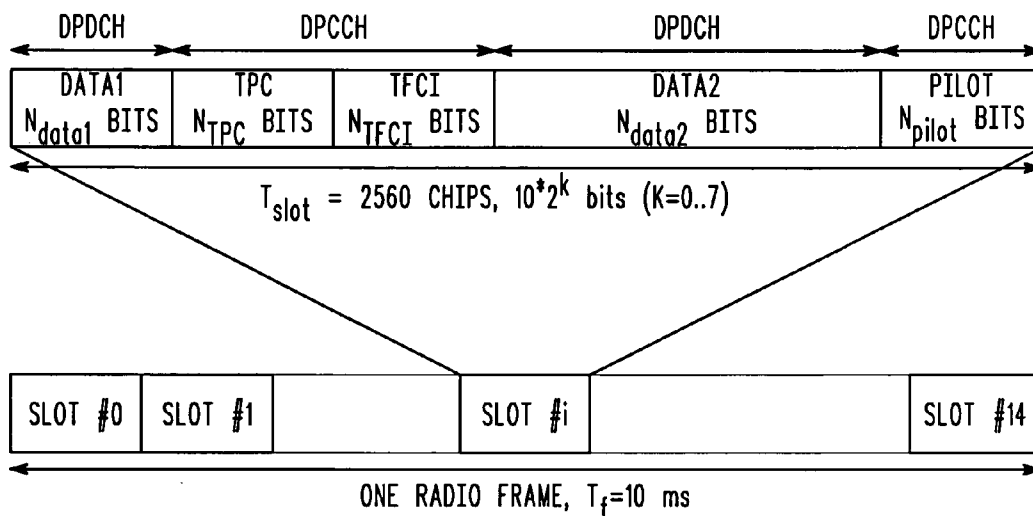 DPDCH DPCCH DPDCH DPCCH
DATA1 TPC TFCI DATA2 PILOT
N_data1 BITS N_TPC BITS N_TFCI BITS N_data2 BITS N_pilot BITS
T_slot = 2560 CHIPS, 10*2^k bits (K=0..7)
SLOT #0 SLOT #1 SLOT #i SLOT #14
ONE RADIO FRAME, T_f=10 ms